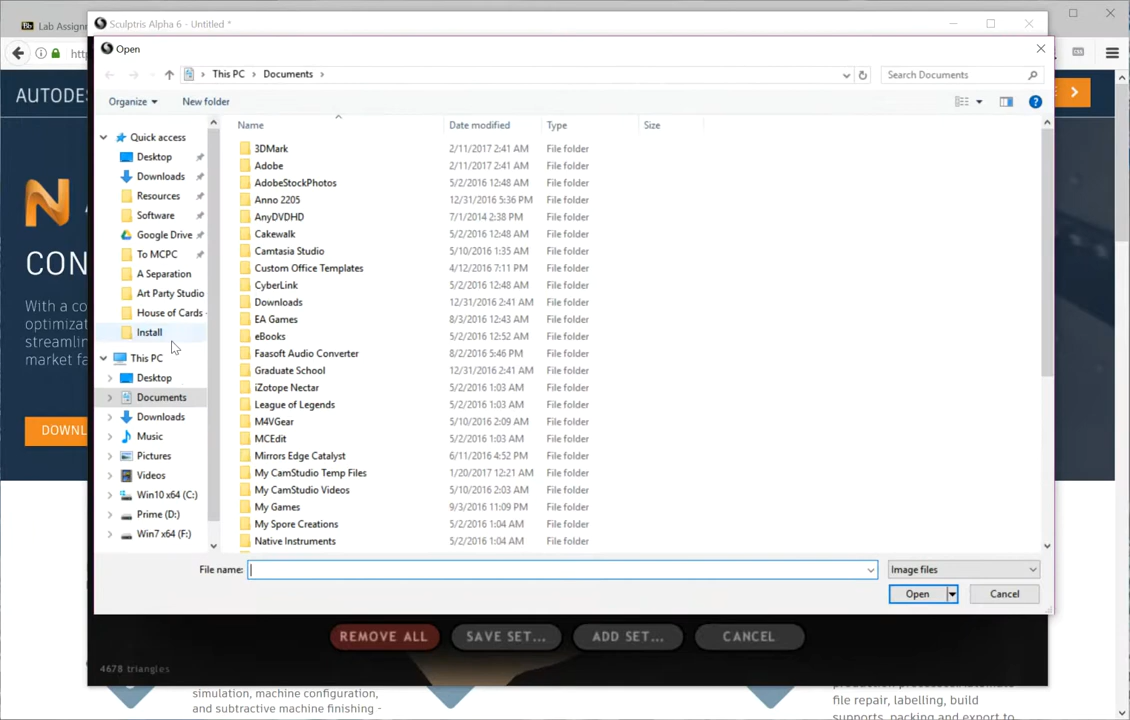 Lab Assign
Sculptris Alpha 6 - Untitled *
Open
This PC
Documents
Search Documents
Organize
New folder
Name
Date modified
Type
Size
Quick access
Desktop
Downloads
Resources
Software
Google Drive
To MCPC
A Separation
Art Party Studio
House of Cards -
Install
This PC
Desktop
Documents
Downloads
Music
Pictures
Videos
Win10 x64 (C:)
Prime (D:)
Win7 x64 (F:)
3DMark 2/11/2017 2:41 AM File folder
Adobe 2/11/2017 2:41 AM File folder
AdobeStockPhotos 5/2/2016 12:48 AM File folder
Anno 2205 12/31/2016 5:36 PM File folder
AnyDVDHD 7/1/2014 2:38 PM File folder
Cakewalk 5/2/2016 12:48 AM File folder
Camtasia Studio 5/10/2016 1:35 AM File folder
Custom Office Templates 4/12/2016 7:11 PM File folder
CyberLink 5/2/2016 12:48 AM File folder
Downloads 12/31/2016 2:41 AM File folder
EA Games 8/3/2016 12:43 AM File folder
eBooks 5/2/2016 12:52 AM File folder
Faasoft Audio Converter 8/2/2016 5:46 PM File folder
Graduate School 12/31/2016 2:41 AM File folder
iZotope Nectar 5/2/2016 1:03 AM File folder
League of Legends 5/2/2016 1:03 AM File folder
M4VGear 5/10/2016 2:09 AM File folder
MCEdit 5/2/2016 1:03 AM File folder
Mirrors Edge Catalyst 6/11/2016 4:52 PM File folder
My CamStudio Temp Files 1/20/2017 12:21 AM File folder
My CamStudio Videos 5/10/2016 2:03 AM File folder
My Games 9/3/2016 11:09 PM File folder
My Spore Creations 5/2/2016 1:04 AM File folder
Native Instruments 5/2/2016 1:04 AM File folder
File name:
Image files
Open
Cancel
REMOVE ALL
SAVE SET...
ADD SET...
CANCEL
4678 triangles
AUTODES
CON
With a co
optimizat
streamlin
market fa
DOWNL
simulation, machine configuration,
and subtractive machine finishing -
file repair, labelling, build
supports, packing and export to